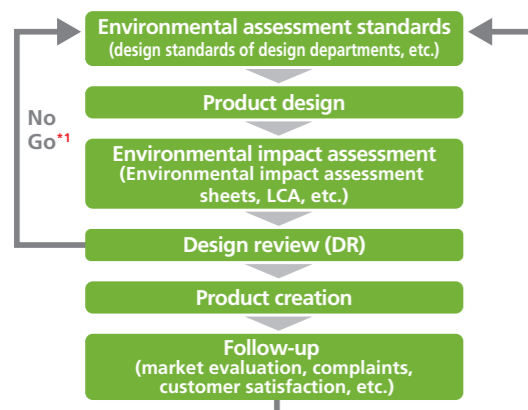 Environmental assessment standards
(design standards of design departments, etc.)
Product design
No
Go*1
Environmental impact assessment
(Environmental impact assessment
sheets, LCA, etc.)
Design review (DR)
Product creation
Follow-up
(market evaluation, complaints,
customer satisfaction, etc.)